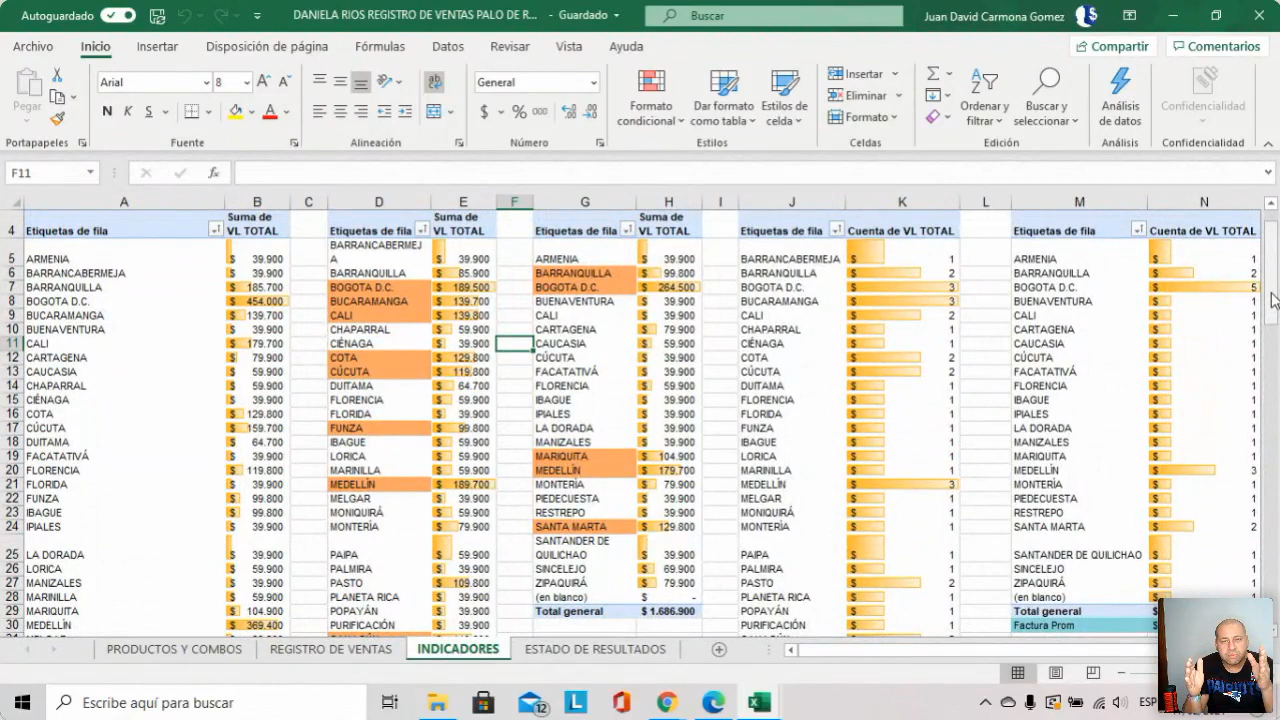 Autoguardado DANIELA RIOS REGISTRO DE VENTAS PALO DE R... - Guardado Buscar Juan David Carmona Gomez
Archivo Inicio Insertar Disposición de página Fórmulas Datos Revisar Vista Ayuda Compartir Comentarios
Pegar Arial 8 N K S General $ % 000 Formato condicional Dar formato como tabla Estilos de celda Insertar Eliminar Formato Ordenar y filtrar Buscar y seleccionar Análisis de datos Confidencialidad
Portapapeles Fuente Alineación Número Estilos Celdas Edición Análisis Confidencialidad
F11 fx
A B C D E F G H I J K L M N
4 Etiquetas de fila Suma de VL TOTAL Etiquetas de fila Suma de VL TOTAL Etiquetas de fila Suma de VL TOTAL Etiquetas de fila Cuenta de VL TOTAL Etiquetas de fila Cuenta de VL TOTAL
5 ARMENIA $ 39.900 BARRANCABERMEJA $ 39.900 ARMENIA $ 39.900 BARRANCABERMEJA $ 1 ARMENIA $ 1
6 BARRANCABERMEJA $ 39.900 BARRANQUILLA $ 85.900 BARRANQUILLA $ 99.800 BARRANQUILLA $ 2 BARRANQUILLA $ 2
7 BARRANQUILLA $ 185.700 BOGOTA D.C. $ 189.500 BOGOTA D.C. $ 264.500 BOGOTA D.C. $ 3 BOGOTA D.C. $ 5
8 BOGOTA D.C. $ 454.000 BUCARAMANGA $ 139.700 BUENAVENTURA $ 39.900 BUCARAMANGA $ 3 BUENAVENTURA $ 1
9 BUCARAMANGA $ 139.700 CALI $ 139.800 CALI $ 39.900 CALI $ 2 CALI $ 1
10 BUENAVENTURA $ 39.900 CHAPARRAL $ 59.900 CARTAGENA $ 79.900 CHAPARRAL $ 1 CARTAGENA $ 1
11 CALI $ 179.700 CIÉNAGA $ 39.900 CAUCASIA $ 59.900 CIÉNAGA $ 1 CAUCASIA $ 1
12 CARTAGENA $ 79.900 COTA $ 129.800 CÚCUTA $ 39.900 COTA $ 2 CÚCUTA $ 1
13 CAUCASIA $ 59.900 CÚCUTA $ 119.800 FACATATIVÁ $ 39.900 CÚCUTA $ 2 FACATATIVÁ $ 1
14 CHAPARRAL $ 59.900 DUITAMA $ 64.700 FLORENCIA $ 59.900 DUITAMA $ 1 FLORENCIA $ 1
15 CIÉNAGA $ 39.900 FLORENCIA $ 59.900 IBAGUE $ 39.900 FLORENCIA $ 1 IBAGUE $ 1
16 COTA $ 129.800 FLORIDA $ 39.900 IPIALES $ 39.900 FLORIDA $ 1 IPIALES $ 1
17 CÚCUTA $ 159.700 FUNZA $ 99.800 LA DORADA $ 39.900 FUNZA $ 1 LA DORADA $ 1
18 DUITAMA $ 64.700 IBAGUE $ 59.900 MANIZALES $ 39.900 IBAGUE $ 1 MANIZALES $ 1
19 FACATATIVÁ $ 39.900 LORICA $ 59.900 MARIQUITA $ 104.900 LORICA $ 1 MARIQUITA $ 1
20 FLORENCIA $ 119.800 MARINILLA $ 59.900 MEDELLÍN $ 179.700 MARINILLA $ 1 MEDELLÍN $ 3
21 FLORIDA $ 39.900 MEDELLÍN $ 189.700 MONTERÍA $ 79.900 MEDELLÍN $ 3 MONTERÍA $ 1
22 FUNZA $ 99.800 MELGAR $ 39.900 PIEDECUESTA $ 39.900 MELGAR $ 1 PIEDECUESTA $ 1
23 IBAGUE $ 99.800 MONIQUIRÁ $ 39.900 RESTREPO $ 39.900 MONIQUIRÁ $ 1 RESTREPO $ 1
24 IPIALES $ 39.900 MONTERÍA $ 79.900 SANTA MARTA $ 129.800 MONTERÍA $ 1 SANTA MARTA $ 2
25 LA DORADA $ 39.900 PAIPA $ 59.900 SANTANDER DE QUILICHAO $ 39.900 PAIPA $ 1 SANTANDER DE QUILICHAO $ 1
26 LORICA $ 59.900 PALMIRA $ 39.900 SINCELEJO $ 69.900 PALMIRA $ 1 SINCELEJO $ 1
27 MANIZALES $ 39.900 PASTO $ 109.800 ZIPAQUIRÁ $ 79.900 PASTO $ 2 ZIPAQUIRÁ $ 1
28 MARINILLA $ 59.900 PLANETA RICA $ 39.900 (en blanco) $ - PLANETA RICA $ 1 (en blanco) $
29 MARIQUITA $ 104.900 POPAYÁN $ 39.900 Total general $ 1.686.900 POPAYÁN $ 1 Total general $
30 MEDELLÍN $ 369.400 PURIFICACIÓN $ 39.900 PURIFICACIÓN $ 1 Factura Prom
PRODUCTOS Y COMBOS REGISTRO DE VENTAS INDICADORES ESTADO DE RESULTADOS
Escribe aquí para buscar 12 ESP